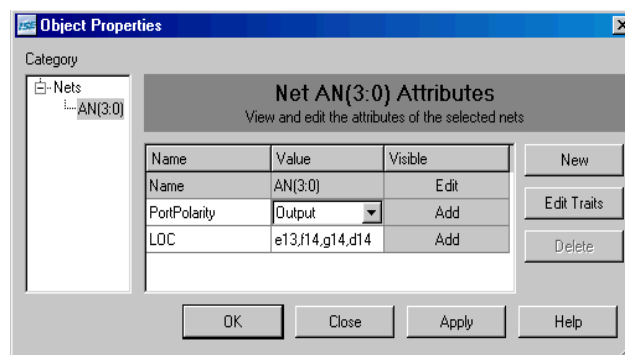 ISE Object Properties
Category
Nets
AN(3:0)
Net AN(3:0) Attributes
View and edit the attributes of the selected nets
Name Value Visible
Name AN(3:0) Edit
PortPolarity Output Add
LOC e13,f14,g14,d14 Add
New
Edit Traits
Delete
OK Close Apply Help